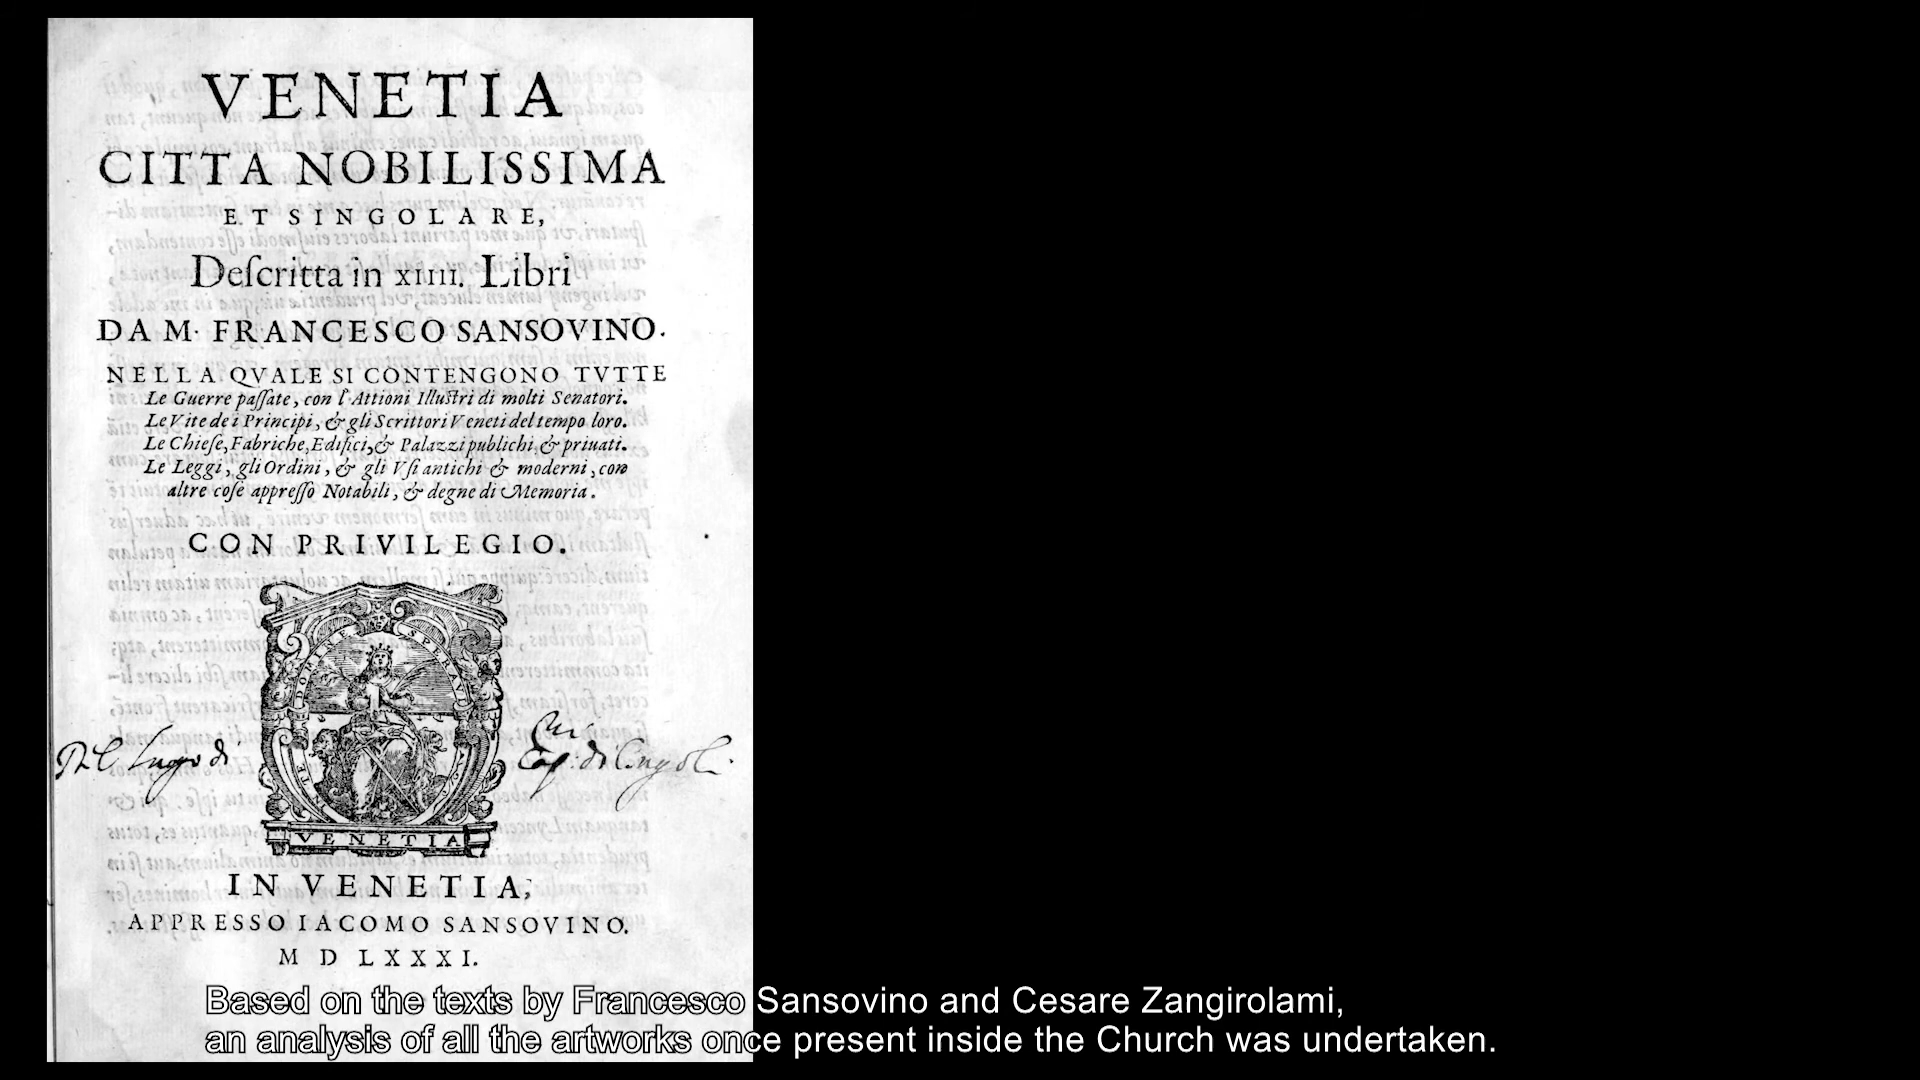 VENETIA
CITTA NOBILISSIMA
ET SINGOLARE,
Deſcritta in XIIII. Libri
DA M. FRANCESCO SANSOVINO.
NELLA QVALE SI CONTENGONO TVTTE
Le Guerre paſſate, con l'Attioni Illuſtri di molti Senatori.
Le Vite de i Principi, & gli Scrittori Veneti del tempo loro.
Le Chieſe, Fabriche, Edifici, & Palazzi publichi, & priuati.
Le Leggi, gli Ordini, & gli Vſi antichi & moderni, con
altre coſe appreſſo Notabili, & degne di Memoria.
CON PRIVILEGIO.
DOMINE SPERAVI
VENETIA
IN VENETIA,
APPRESSO IACOMO SANSOVINO.
M D LXXXI.
Based on the texts by Francesco Sansovino and Cesare Zangirolami,
an analysis of all the artworks once present inside the Church was undertaken.